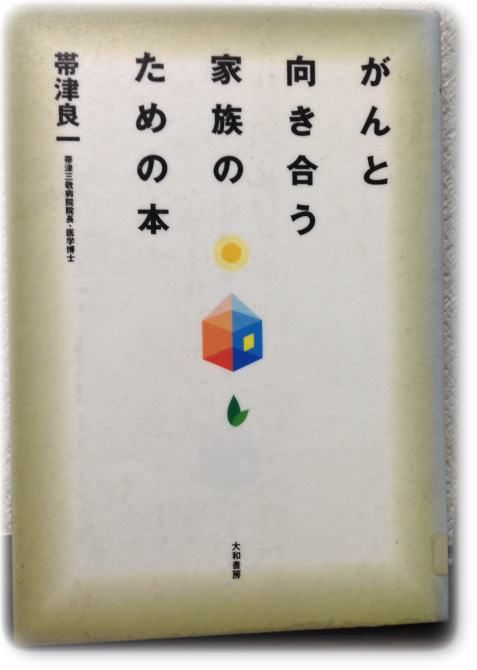 がんと
向き合う
家族の
ための本
帯津良一
帯津三敬病院院長・医学博士
大和書房